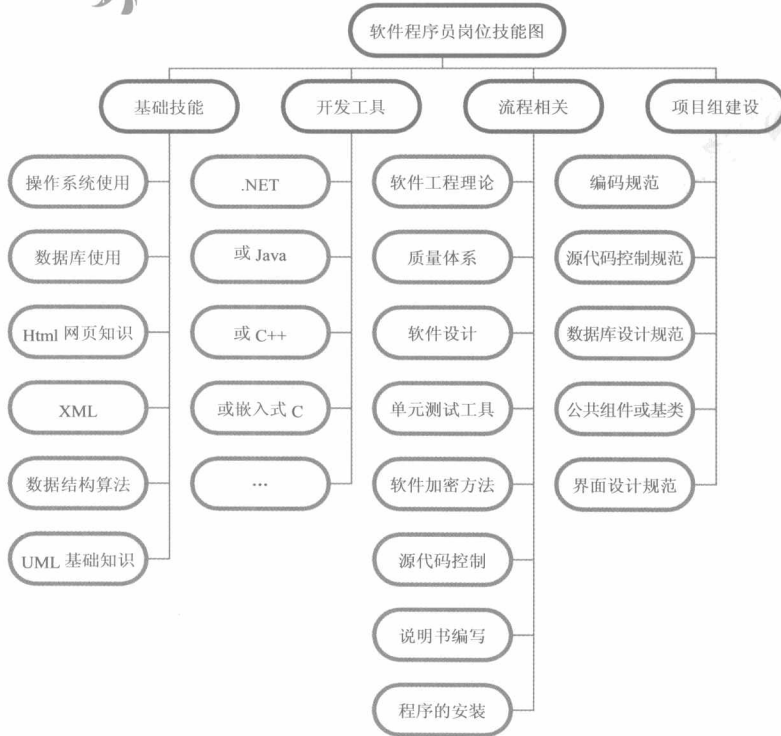 软件程序员岗位技能图
基础技能
开发工具
流程相关
项目组建设
操作系统使用
数据库使用
Html 网页知识
XML
数据结构算法
UML 基础知识
.NET
或 Java
或 C++
或嵌入式 C
…
软件工程理论
质量体系
软件设计
单元测试工具
软件加密方法
源代码控制
说明书编写
程序的安装
编码规范
源代码控制规范
数据库设计规范
公共组件或基类
界面设计规范